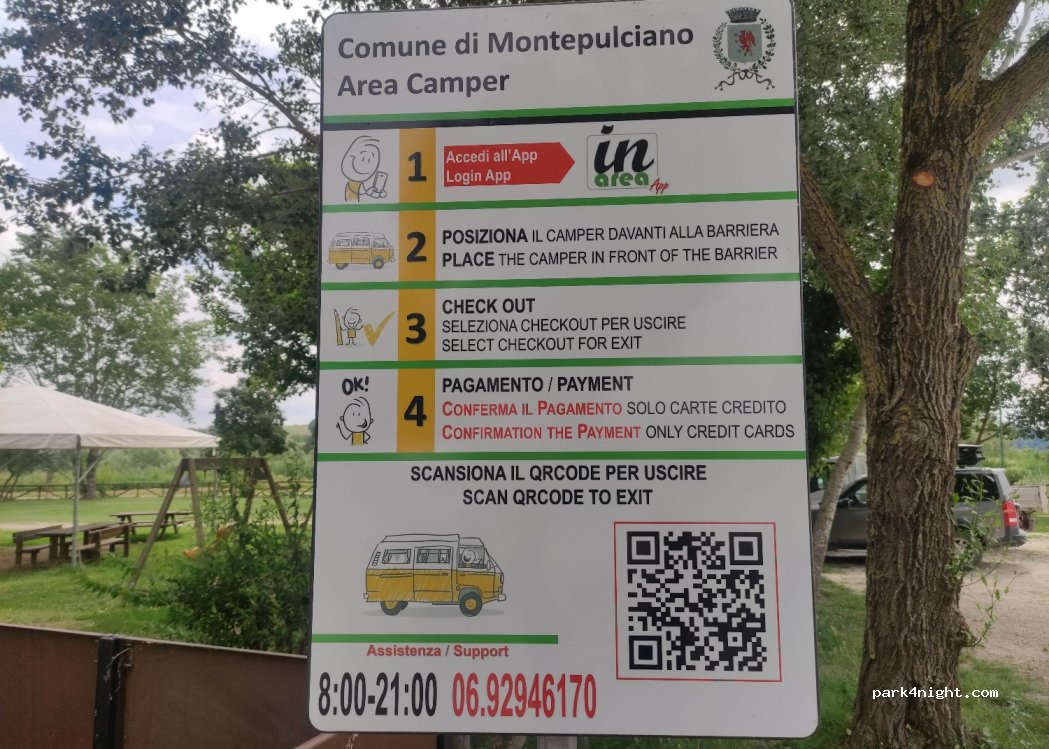 Comune di Montepulciano
Area Camper
1
Accedi all'App
Login App
in
area
App
2
POSIZIONA IL CAMPER DAVANTI ALLA BARRIERA
PLACE THE CAMPER IN FRONT OF THE BARRIER
3
CHECK OUT
SELEZIONA CHECKOUT PER USCIRE
SELECT CHECKOUT FOR EXIT
OK!
4
PAGAMENTO / PAYMENT
CONFERMA IL PAGAMENTO SOLO CARTE CREDITO
CONFIRMATION THE PAYMENT ONLY CREDIT CARDS
SCANSIONA IL QRCODE PER USCIRE
SCAN QRCODE TO EXIT
Assistenza / Support
8:00-21:00 06.92946170
park4night.com